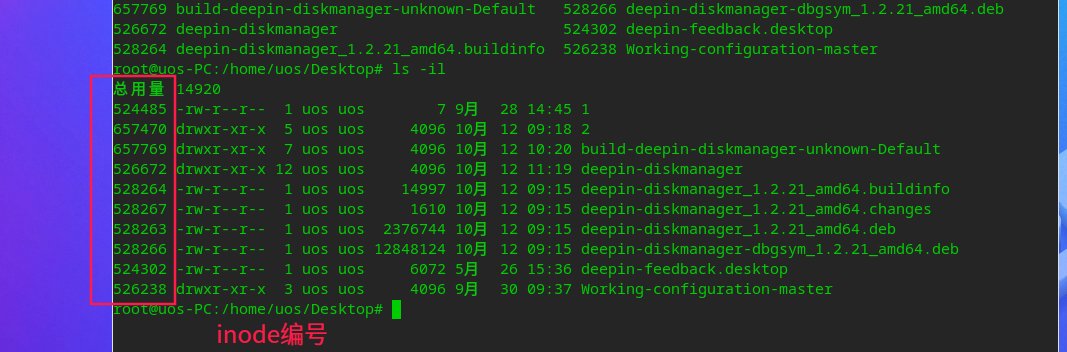 657769 build-deepin-diskmanager-unknown-Default   528266 deepin-diskmanager-dbgsym_1.2.21_amd64.deb
526672 deepin-diskmanager                         524302 deepin-feedback.desktop
528264 deepin-diskmanager_1.2.21_amd64.buildinfo  526238 Working-configuration-master
root@uos-PC:/home/uos/Desktop# ls -il
总用量 14920
524485 -rw-r--r--  1 uos uos        7 9月  28 14:45 1
657470 drwxr-xr-x  5 uos uos     4096 10月 12 09:18 2
657769 drwxr-xr-x  7 uos uos     4096 10月 12 10:20 build-deepin-diskmanager-unknown-Default
526672 drwxr-xr-x 12 uos uos     4096 10月 12 11:19 deepin-diskmanager
528264 -rw-r--r--  1 uos uos    14997 10月 12 09:15 deepin-diskmanager_1.2.21_amd64.buildinfo
528267 -rw-r--r--  1 uos uos     1610 10月 12 09:15 deepin-diskmanager_1.2.21_amd64.changes
528263 -rw-r--r--  1 uos uos  2376744 10月 12 09:15 deepin-diskmanager_1.2.21_amd64.deb
528266 -rw-r--r--  1 uos uos 12848124 10月 12 09:15 deepin-diskmanager-dbgsym_1.2.21_amd64.deb
524302 -rw-r--r--  1 uos uos     6072 5月  26 15:36 deepin-feedback.desktop
526238 drwxr-xr-x  3 uos uos     4096 9月  30 09:37 Working-configuration-master
root@uos-PC:/home/uos/Desktop#
inode编号